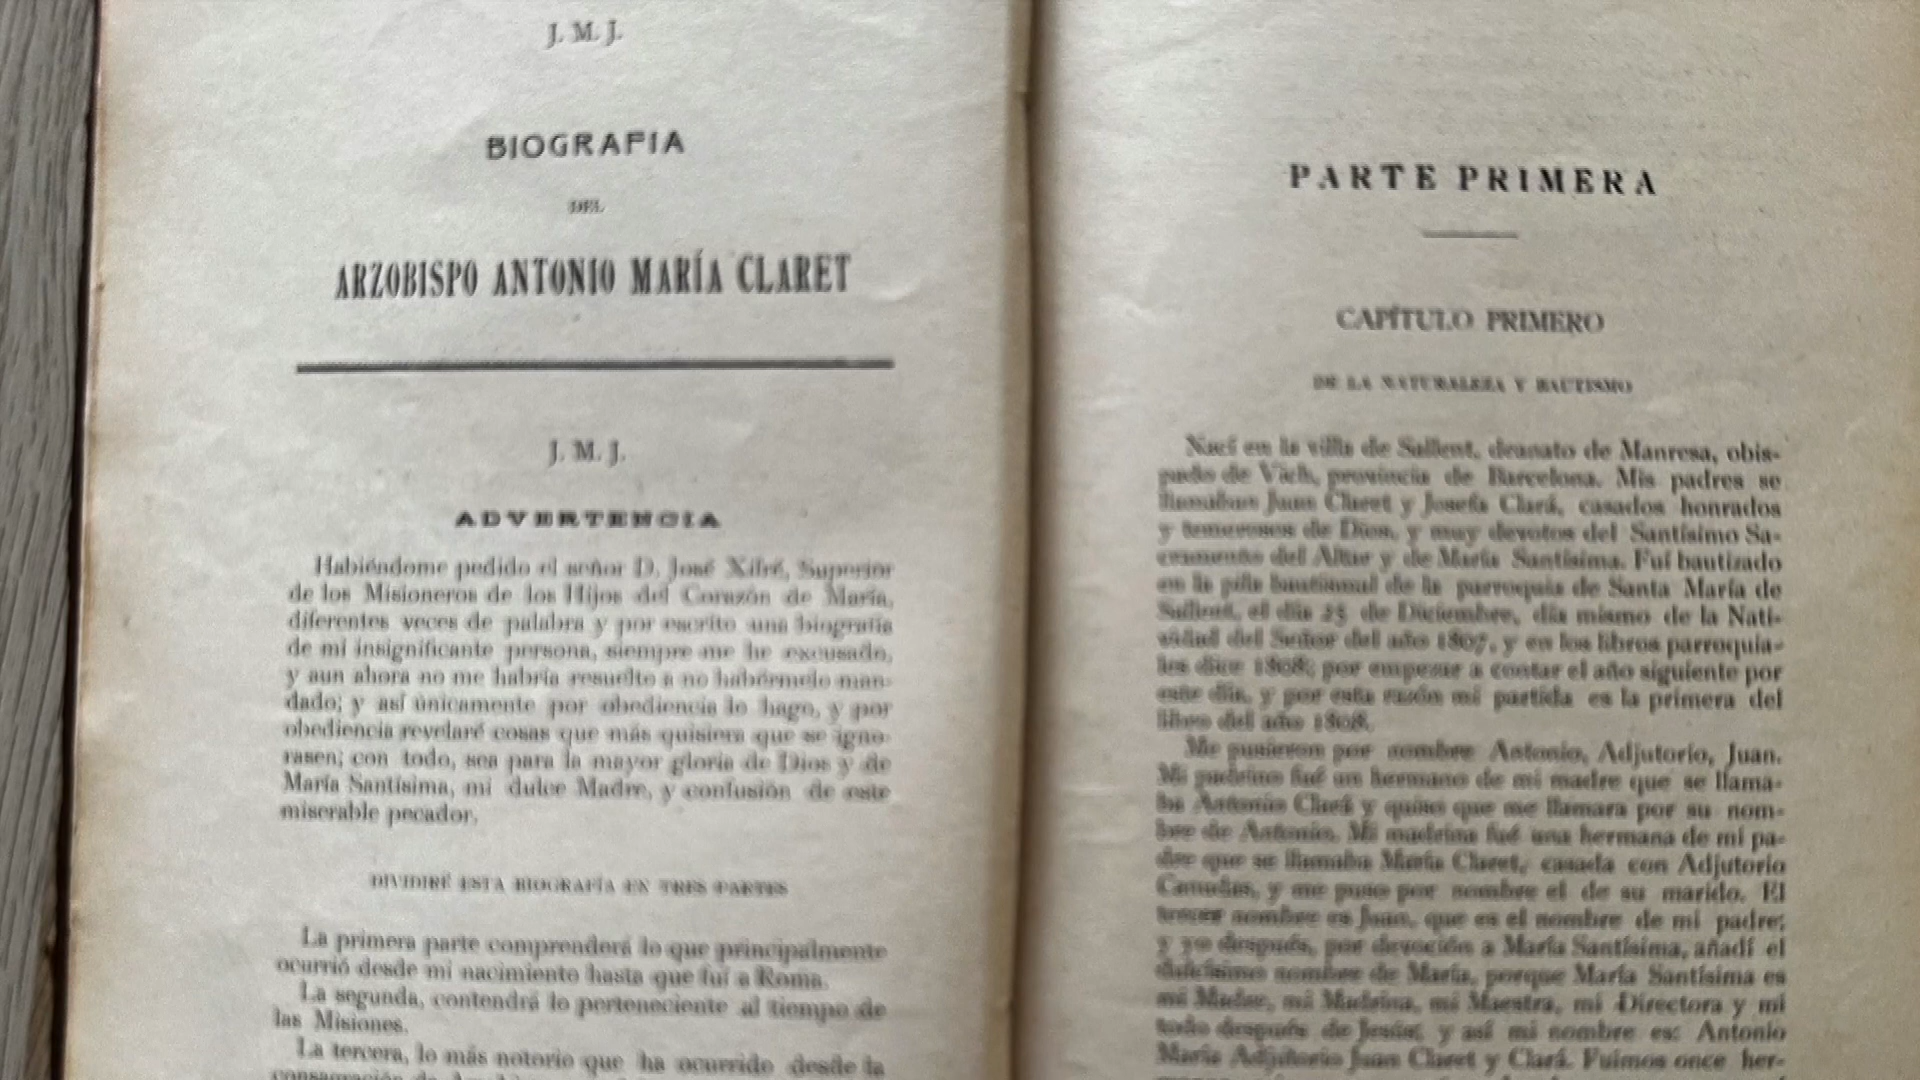 J. M. J.
BIOGRAFIA
DEL
ARZOBISPO ANTONIO MARÍA CLARET
J. M. J.
ADVERTENCIA
Habiéndome pedido el señor D. José Xifré, Superior
de los Misioneros de los Hijos del Corazón de María,
diferentes veces de palabra y por escrito una biografía
de mi insignificante persona, siempre me he excusado,
y aun ahora no me habría resuelto a no habérmelo man-
dado; y así únicamente por obediencia lo hago, y por
obediencia revelaré cosas que más quisiera que se igno-
rasen; con todo, sea para la mayor gloria de Dios y de
María Santísima, mi dulce Madre, y confusión de este
miserable pecador.
DIVIDIRÉ ESTA BIOGRAFÍA EN TRES PARTES
La primera parte comprenderá lo que principalmente
ocurrió desde mi nacimiento hasta que fuí a Roma.
La segunda, contendrá lo perteneciente al tiempo de
las Misiones.
La tercera, lo más notorio que ha ocurrido desde la
consagración de
PARTE PRIMERA
CAPÍTULO PRIMERO
DE LA NATURALEZA Y BAUTISMO
Nací en la villa de Sallent, deanato de Manresa, obis-
pado de Vich, provincia de Barcelona. Mis padres se
llamaban Juan Claret y Josefa Clará, casados honrados
y temerosos de Dios, y muy devotos del Santísimo Sa-
cramento del Altar y de María Santísima. Fuí bautizado
en la pila bautismal de la parroquia de Santa María de
Sallent, el día 25 de Diciembre, día mismo de la Nati-
vidad del Señor del año 1807, y en los libros parroquia-
les dice 1808, por empezar a contar el año siguiente por
este día, y por esta razón mi partida es la primera del
libro del año 1808.
Me pusieron por nombre Antonio, Adjutorio, Juan.
Mi padrino fué un hermano de mi madre que se llama-
ba Antonio Clará y quiso que me llamara por su nom-
bre de Antonio. Mi madrina fué una hermana de mi pa-
dre que se llamaba María Claret, casada con Adjutorio
Canudas, y me puso por nombre el de su marido. El
tercer nombre es Juan, que es el nombre de mi padre;
y yo después, por devoción a María Santísima, añadí el
dulcísimo nombre de María, porque María Santísima es
mi Madre, mi Madrina, mi Maestra, mi Directora y mi
todo después de Jesús; y así mi nombre es: Antonio
María Adjutorio Juan Claret y Clará. Fuimos once her-